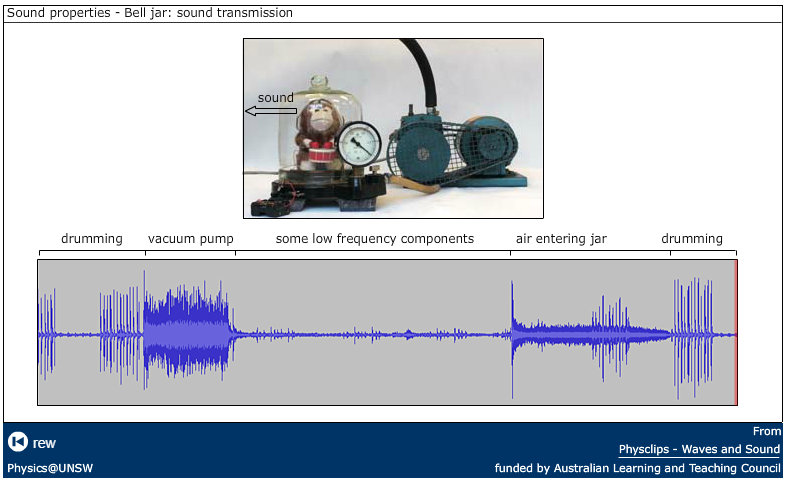 Sound properties - Bell jar: sound transmission
sound
drumming vacuum pump some low frequency components air entering jar drumming
rew
From
Physclips - Waves and Sound
Physics@UNSW
funded by Australian Learning and Teaching Council